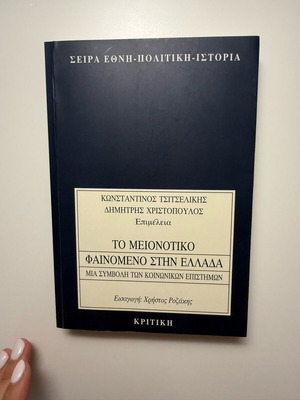 ΣΕΙΡΑ ΕΘΝΗ-ΠΟΛΙΤΙΚΗ-ΙΣΤΟΡΙΑ
ΚΩΝΣΤΑΝΤΙΝΟΣ ΤΣΙΤΣΕΛΙΚΗΣ
ΔΗΜΗΤΡΗΣ ΧΡΙΣΤΟΠΟΥΛΟΣ
Επιμέλεια
ΤΟ ΜΕΙΟΝΟΤΙΚΟ
ΦΑΙΝΟΜΕΝΟ ΣΤΗΝ ΕΛΛΑΔΑ
ΜΙΑ ΣΥΜΒΟΛΗ ΤΩΝ ΚΟΙΝΩΝΙΚΩΝ ΕΠΙΣΤΗΜΩΝ
Εισαγωγή: Χρήστος Ροζάκης
ΚΡΙΤΙΚΗ